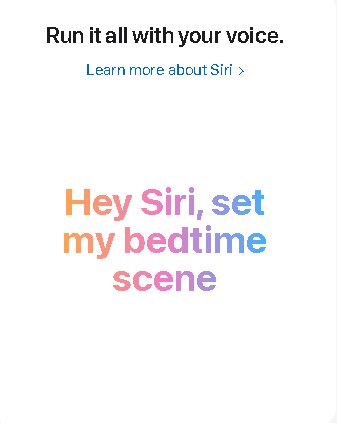 Run it all with your voice.
Learn more about Siri >
Hey Siri, set
my bedtime
scene